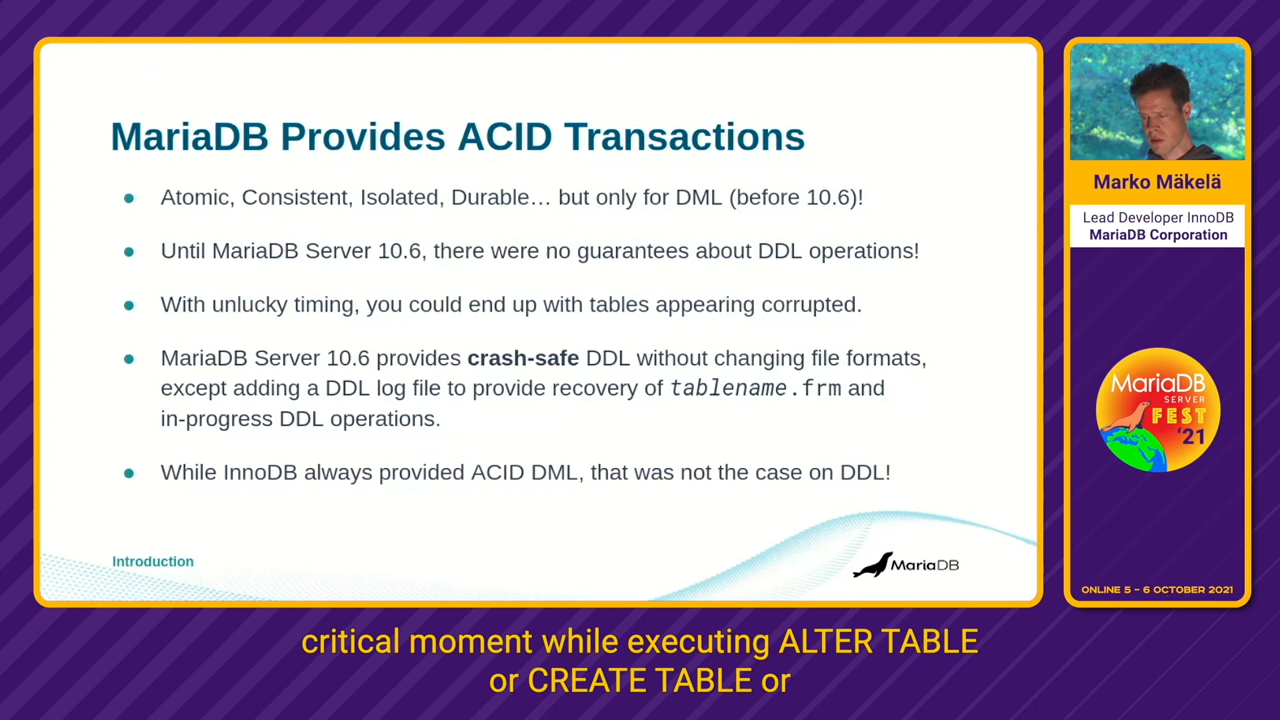 MariaDB Provides ACID Transactions
● Atomic, Consistent, Isolated, Durable… but only for DML (before 10.6)!
● Until MariaDB Server 10.6, there were no guarantees about DDL operations!
● With unlucky timing, you could end up with tables appearing corrupted.
● MariaDB Server 10.6 provides crash-safe DDL without changing file formats,
except adding a DDL log file to provide recovery of tablename.frm and
in-progress DDL operations.
● While InnoDB always provided ACID DML, that was not the case on DDL!
Introduction
MariaDB
Marko Mäkelä
Lead Developer InnoDB
MariaDB Corporation
MariaDB
SERVER
FEST
'21
ONLINE 5 - 6 OCTOBER 2021
critical moment while executing ALTER TABLE
or CREATE TABLE or